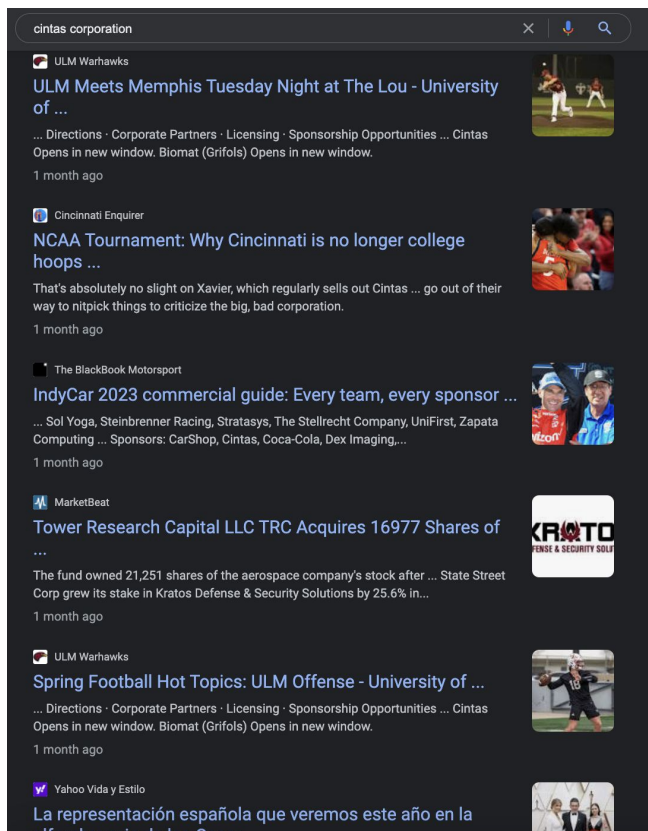 cintas corporation
ULM Warhawks
ULM Meets Memphis Tuesday Night at The Lou - University
of ...
... Directions · Corporate Partners · Licensing · Sponsorship Opportunities ... Cintas
Opens in new window. Biomat (Grifols) Opens in new window.
1 month ago
Cincinnati Enquirer
NCAA Tournament: Why Cincinnati is no longer college
hoops ...
That's absolutely no slight on Xavier, which regularly sells out Cintas ... go out of their
way to nitpick things to criticize the big, bad corporation.
1 month ago
The BlackBook Motorsport
IndyCar 2023 commercial guide: Every team, every sponsor ...
... Sol Yoga, Steinbrenner Racing, Stratasys, The Stellrecht Company, UniFirst, Zapata
Computing ... Sponsors: CarShop, Cintas, Coca-Cola, Dex Imaging,...
1 month ago
MarketBeat
Tower Research Capital LLC TRC Acquires 16977 Shares of
...
The fund owned 21,251 shares of the aerospace company's stock after ... State Street
Corp grew its stake in Kratos Defense & Security Solutions by 25.6% in...
1 month ago
KRATO
FENSE & SECURITY SOLUT
ULM Warhawks
Spring Football Hot Topics: ULM Offense - University of ...
... Directions · Corporate Partners · Licensing · Sponsorship Opportunities ... Cintas
Opens in new window. Biomat (Grifols) Opens in new window.
1 month ago
18
Yahoo Vida y Estilo
La representación española que veremos este año en la